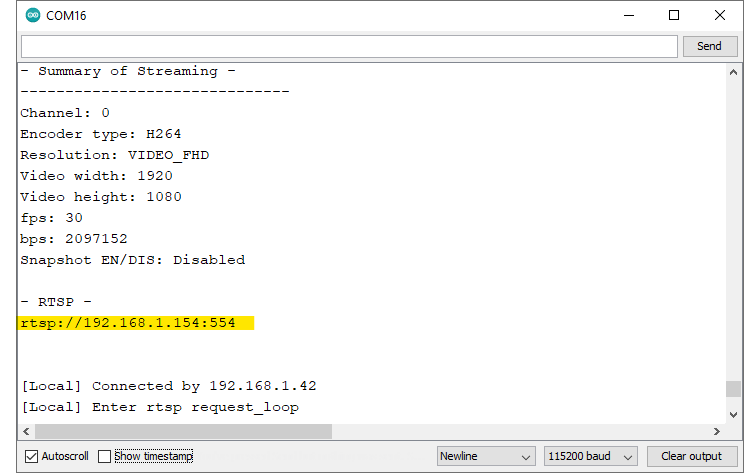 COM16
Send
- Summary of Streaming -
------------------------------
Channel: 0
Encoder type: H264
Resolution: VIDEO_FHD
Video width: 1920
Video height: 1080
fps: 30
bps: 2097152
Snapshot EN/DIS: Disabled
- RTSP -
rtsp://192.168.1.154:554
[Local] Connected by 192.168.1.42
[Local] Enter rtsp request_loop
Autoscroll Show timestamp Newline 115200 baud Clear output